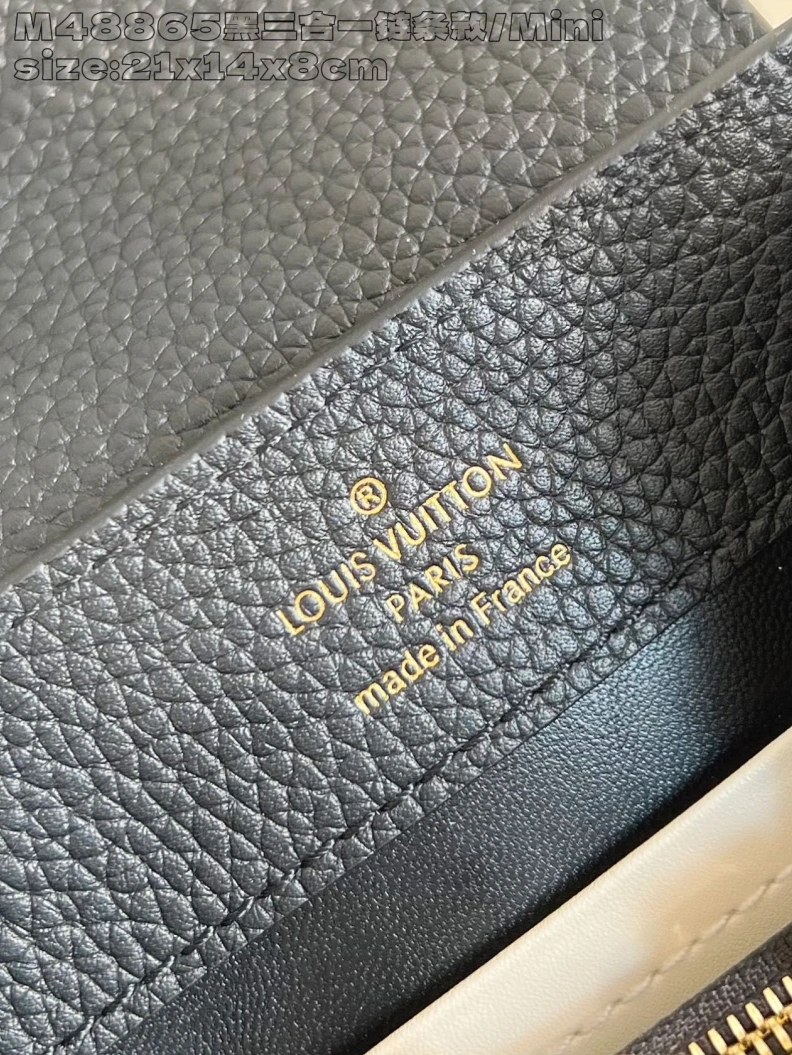 M48865黑三合一链条款/Mini
size:21x14x8cm
®
LOUIS VUITTON
PARIS
made in France